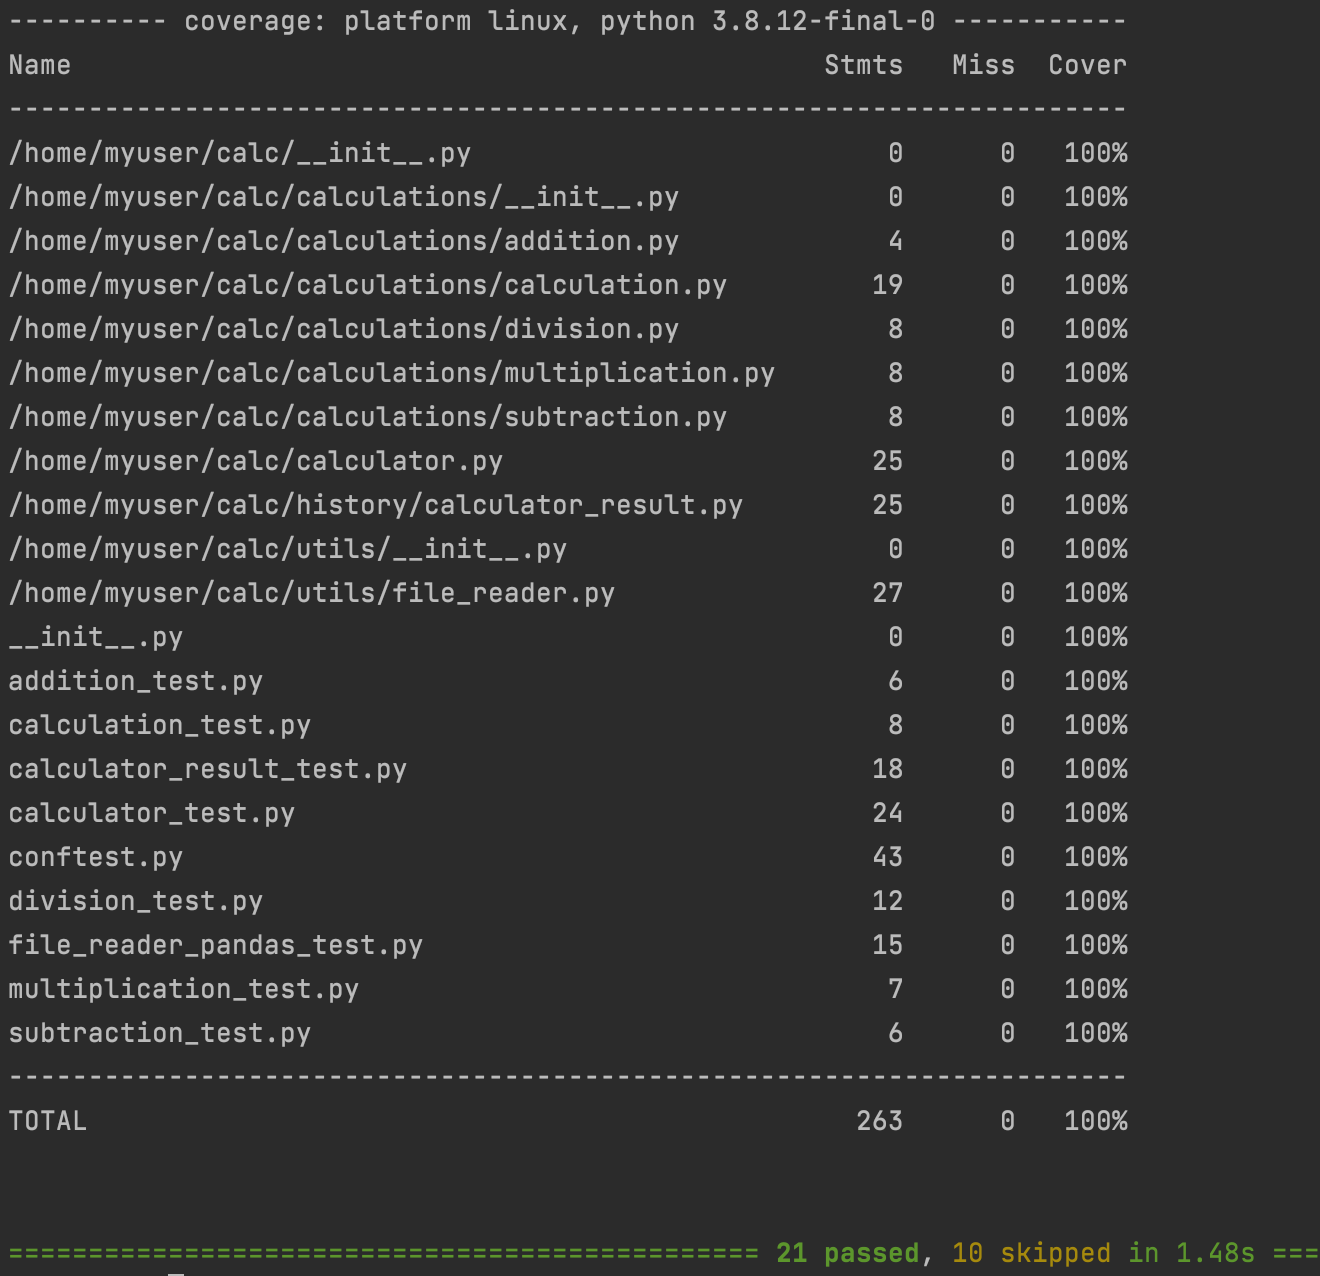 ---------- coverage: platform linux, python 3.8.12-final-0 -----------
Name                                               Stmts   Miss  Cover
----------------------------------------------------------------------
/home/myuser/calc/__init__.py                          0      0   100%
/home/myuser/calc/calculations/__init__.py             0      0   100%
/home/myuser/calc/calculations/addition.py             4      0   100%
/home/myuser/calc/calculations/calculation.py         19      0   100%
/home/myuser/calc/calculations/division.py             8      0   100%
/home/myuser/calc/calculations/multiplication.py       8      0   100%
/home/myuser/calc/calculations/subtraction.py          8      0   100%
/home/myuser/calc/calculator.py                       25      0   100%
/home/myuser/calc/history/calculator_result.py        25      0   100%
/home/myuser/calc/utils/__init__.py                    0      0   100%
/home/myuser/calc/utils/file_reader.py                27      0   100%
__init__.py                                            0      0   100%
addition_test.py                                       6      0   100%
calculation_test.py                                    8      0   100%
calculator_result_test.py                             18      0   100%
calculator_test.py                                    24      0   100%
conftest.py                                           43      0   100%
division_test.py                                      12      0   100%
file_reader_pandas_test.py                            15      0   100%
multiplication_test.py                                 7      0   100%
subtraction_test.py                                    6      0   100%
----------------------------------------------------------------------
TOTAL                                                263      0   100%
=============================================== 21 passed, 10 skipped in 1.48s ===